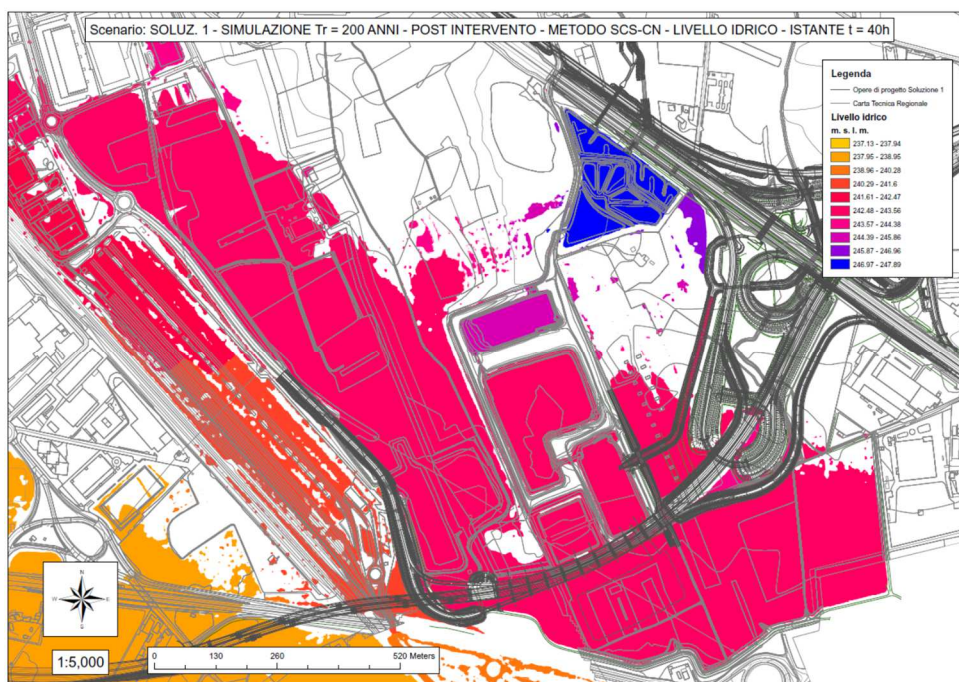 Scenario: SOLUZ. 1 - SIMULAZIONE Tr = 200 ANNI - POST INTERVENTO - METODO SCS-CN - LIVELLO IDRICO - ISTANTE t = 40h
Legenda
Opere di progetto Soluzione 1
Carta Tecnica Regionale
Livello idrico
m. s. l. m.
237.13 - 237.94
237.95 - 238.95
238.96 - 240.28
240.29 - 241.6
241.61 - 242.47
242.48 - 243.56
243.57 - 244.38
244.39 - 245.86
245.87 - 246.96
246.97 - 247.89
N
W E
S
1:5,000
0 130 260 520 Meters